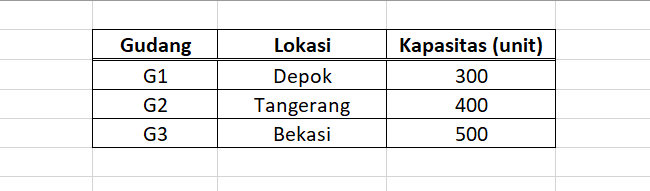 Gudang Lokasi Kapasitas (unit)
G1 Depok 300
G2 Tangerang 400
G3 Bekasi 500